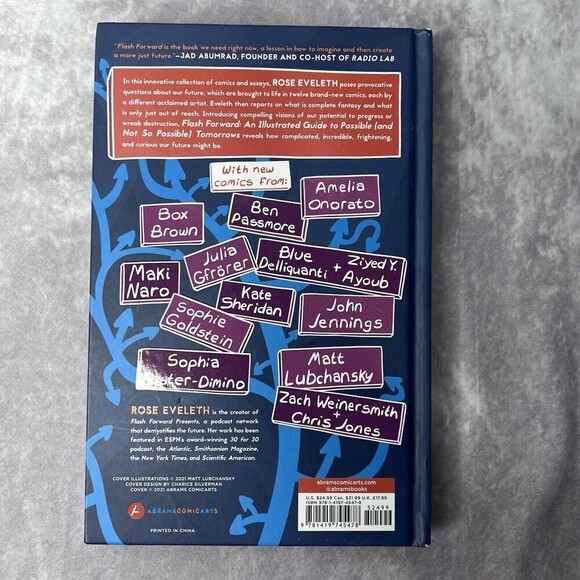 "Flash Forward is the book we need right now, a lesson in how to imagine and then create
a more just future."—JAD ABUMRAD, FOUNDER AND CO-HOST OF RADIO LAB
In this innovative collection of comics and essays, ROSE EVELETH poses provocative
questions about our future, which are brought to life in twelve brand-new comics, each by
a different acclaimed artist. Eveleth then reports on what is complete fantasy and what
is only just out of reach. Introducing compelling visions of our potential to progress or
wreak destruction, Flash Forward: An Illustrated Guide to Possible (and
Not So Possible) Tomorrows reveals how complicated, incredible, frightening,
and curious our future might be.
With new
comics from:
Amelia
Onorato
Box
Brown
Ben
Passmore
Julia
Gfrörer
Blue
Delliquanti + Ziyed Y.
Ayoub
Maki
Naro
Kate
Sheridan
John
Jennings
Sophie
Goldstein
Sophia
ter-Dimino
Matt
Lubchansky
Zach Weinersmith
+
Chris Jones
ROSE EVELETH is the creator of
Flash Forward Presents, a podcast network
that demystifies the future. Her work has been
featured in ESPN's award-winning 30 for 30
podcast, the Atlantic, Smithsonian Magazine,
the New York Times, and Scientific American.
COVER ILLUSTRATIONS © 2021 MATT LUBCHANSKY
COVER DESIGN BY CHARICE SILVERMAN
COVER © 2021 ABRAMS COMICARTS
ABRAMSCOMICARTS
PRINTED IN CHINA
abramscomicarts.com
@abramsbooks
U.S. $24.99 Can. $31.99 U.K. £17.99
ISBN 978-1-4197-4547-8
52499
9 781419 745478